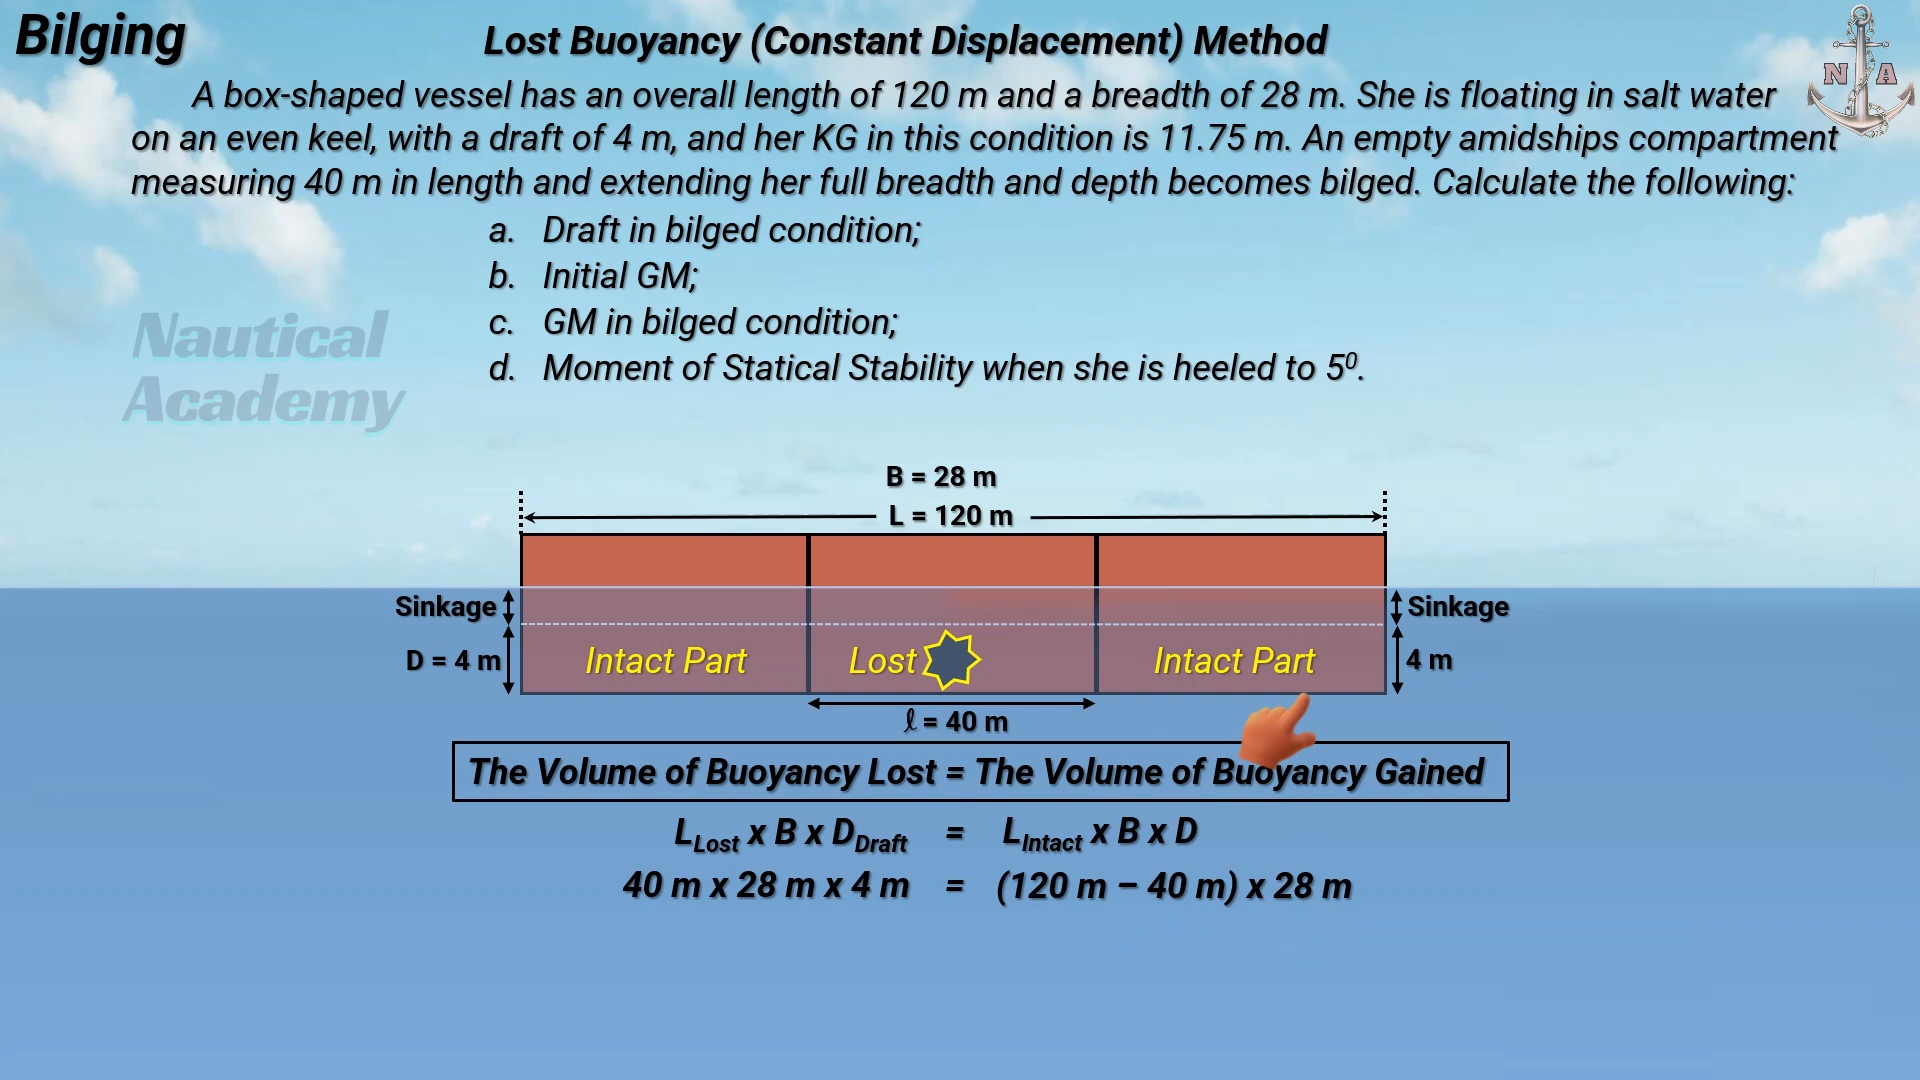 Bilging
Lost Buoyancy (Constant Displacement) Method
N A
A box-shaped vessel has an overall length of 120 m and a breadth of 28 m. She is floating in salt water
on an even keel, with a draft of 4 m, and her KG in this condition is 11.75 m. An empty amidships compartment
measuring 40 m in length and extending her full breadth and depth becomes bilged. Calculate the following:
a. Draft in bilged condition;
b. Initial GM;
c. GM in bilged condition;
d. Moment of Statical Stability when she is heeled to 5⁰.
Nautical
Academy
B = 28 m
L = 120 m
Sinkage
Sinkage
D = 4 m
Intact Part
Lost
Intact Part
4 m
ℓ = 40 m
The Volume of Buoyancy Lost = The Volume of Buoyancy Gained
L_Lost x B x D_Draft = L_Intact x B x D
40 m x 28 m x 4 m = (120 m – 40 m) x 28 m